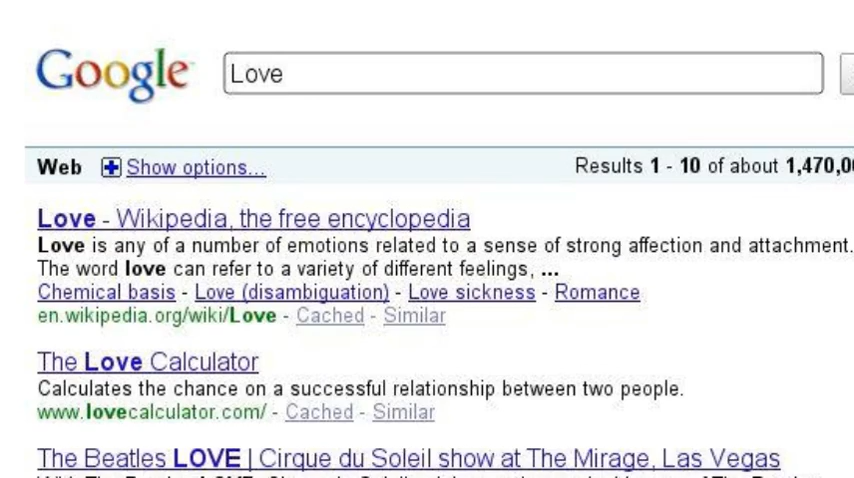 Google Love
Web Show options... Results 1 - 10 of about 1,470,0
Love - Wikipedia, the free encyclopedia
Love is any of a number of emotions related to a sense of strong affection and attachment.
The word love can refer to a variety of different feelings, ...
Chemical basis - Love (disambiguation) - Love sickness - Romance
en.wikipedia.org/wiki/Love - Cached - Similar
The Love Calculator
Calculates the chance on a successful relationship between two people.
www.lovecalculator.com/ - Cached - Similar
The Beatles LOVE | Cirque du Soleil show at The Mirage, Las Vegas